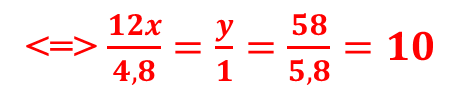 <=> 12x/4,8 = y/1 = 58/5,8 = 10